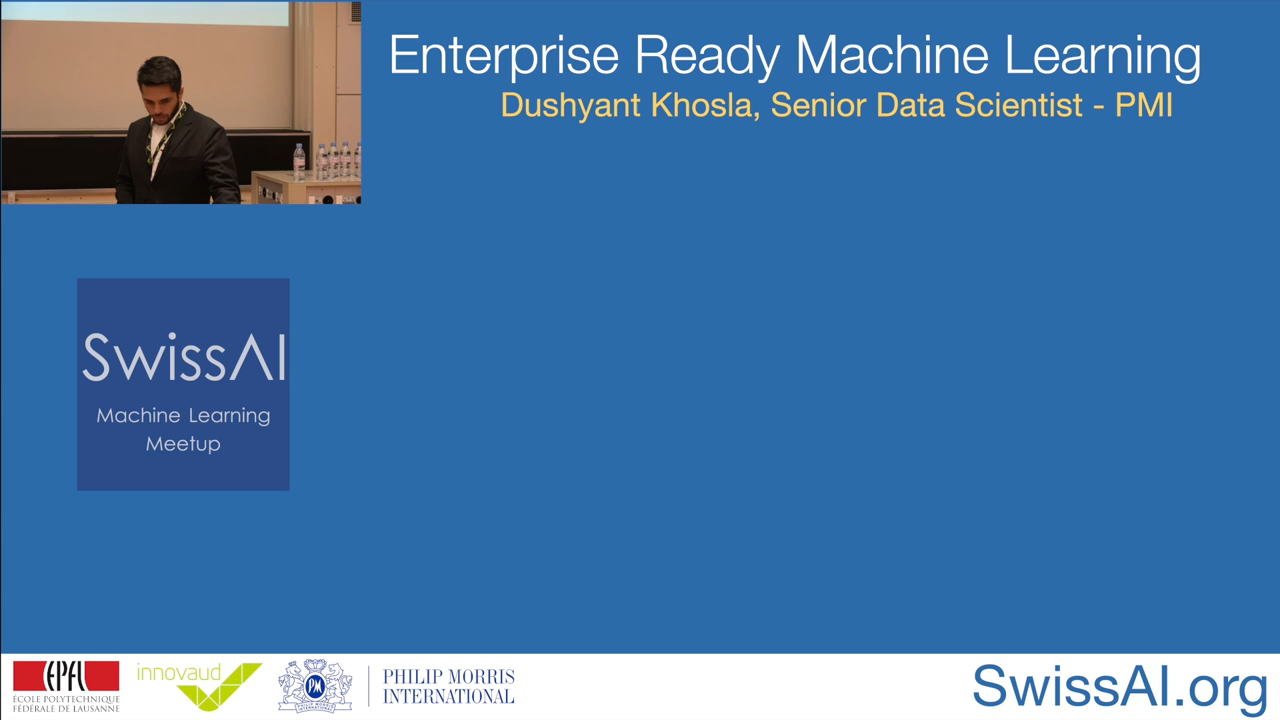 Enterprise Ready Machine Learning
Dushyant Khosla, Senior Data Scientist - PMI
SwissAI
Machine Learning
Meetup
EPFL
ÉCOLE POLYTECHNIQUE
FÉDÉRALE DE LAUSANNE
innovaud
PM
PHILIP MORRIS
INTERNATIONAL
SwissAI.org